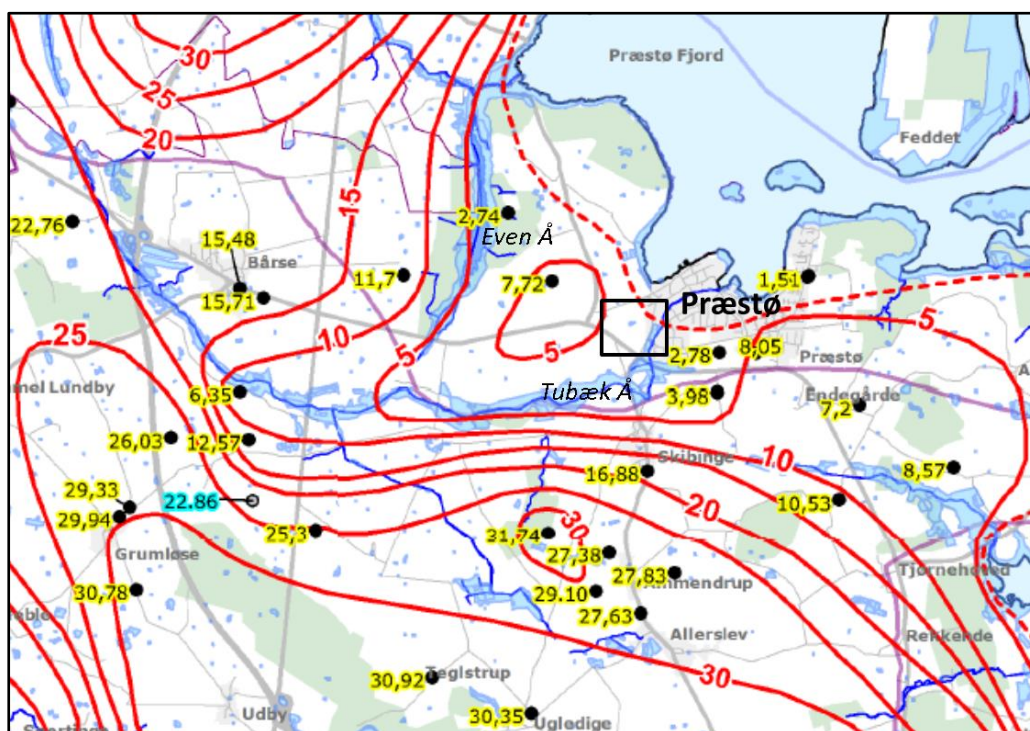 30
25
20
Præstø Fjord
Feddet
15
22,76
15,48
Bårse
15,71
11,7
2,74
Even Å
7,72
1,51
Præstø
10
5
5
5
25
2,78
8,05
Præstø
mel Lundby
6,35
Tubæk Å
3,98
Endegårde
7,2
26,03
12,57
10
Skibinge
16,88
8,57
29,33
22.86
20
10,53
29,94
25,3
31,74
30
Grumløse
27,38
Tjørnehoved
30,78
27,83
Ammendrup
29.10
27,63
Allerslev
30,92
Teglstrup
30
Udby
30,35
Ugledige